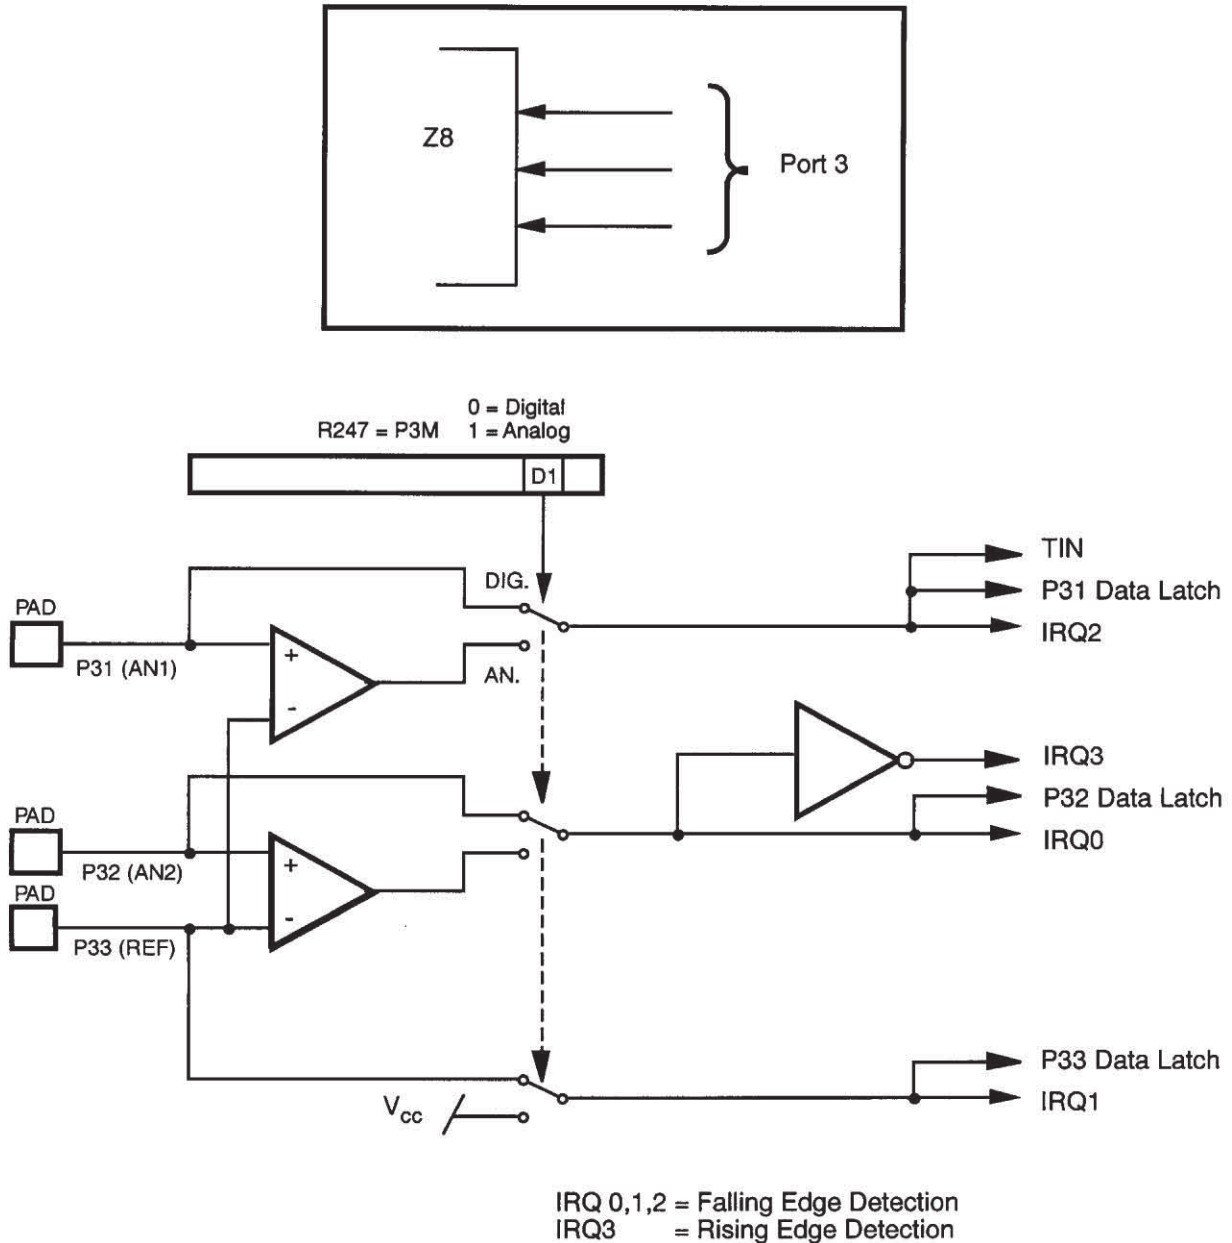 Z8
Port 3
0 = Digital
R247 = P3M 1 = Analog
D1
DIG.
TIN
PAD
P31 Data Latch
+
IRQ2
P31 (AN1)
AN.
-
IRQ3
P32 Data Latch
PAD
IRQ0
+
P32 (AN2)
PAD
-
P33 (REF)
P33 Data Latch
Vcc
IRQ1
IRQ 0,1,2 = Falling Edge Detection
IRQ3 = Rising Edge Detection